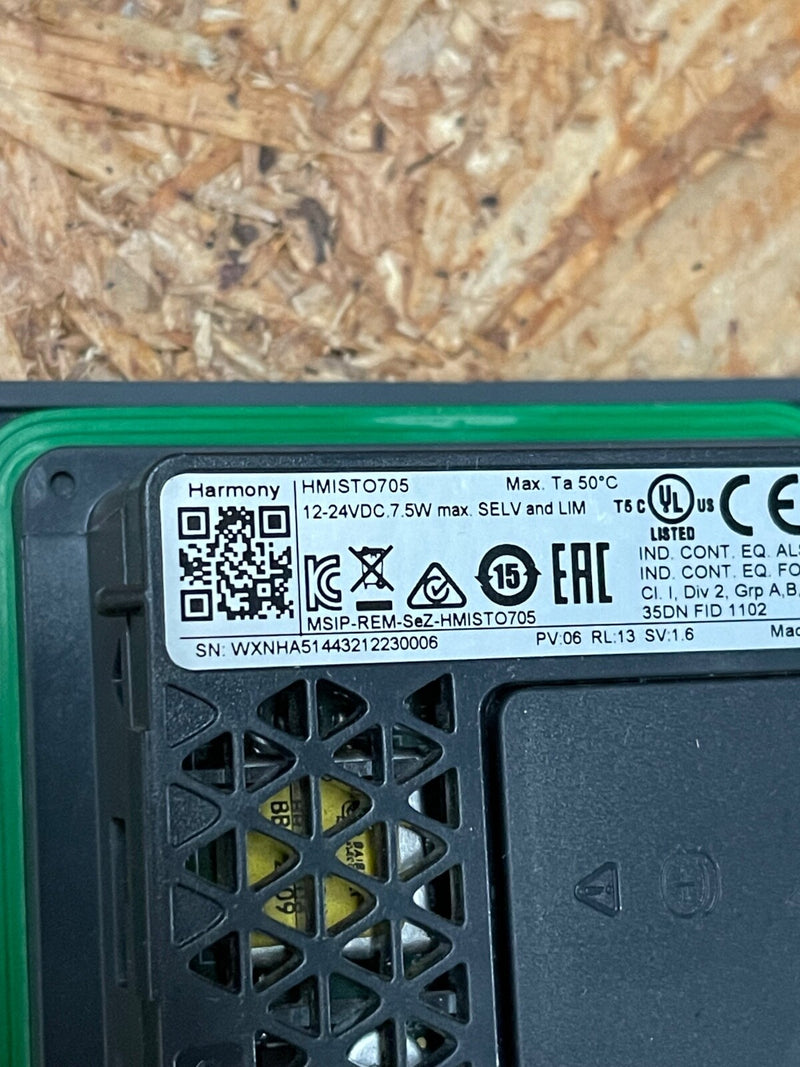 Harmony
HMISTO705 Max. Ta 50°C
12-24VDC.7.5W max. SELV and LIM
T5 C UL US
LISTED
CE
15
EAC
IND. CONT. EQ.
IND. CONT. EQ.
Cl. I, Div 2, Grp A,B,
35DN FID 1102
MSIP-REM-SeZ-HMISTO705
SN: WXNHA51443212230006 PV:06 RL:13 SV:1.6